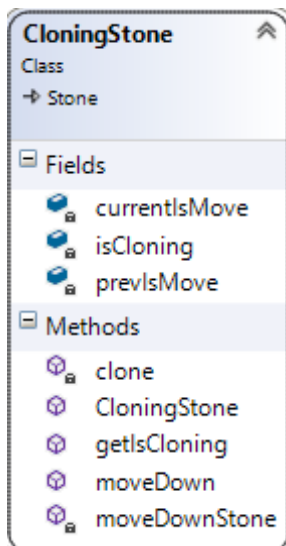 CloningStone
Class
Stone
Fields
currentIsMove
isCloning
prevIsMove
Methods
clone
CloningStone
getIsCloning
moveDown
moveDownStone